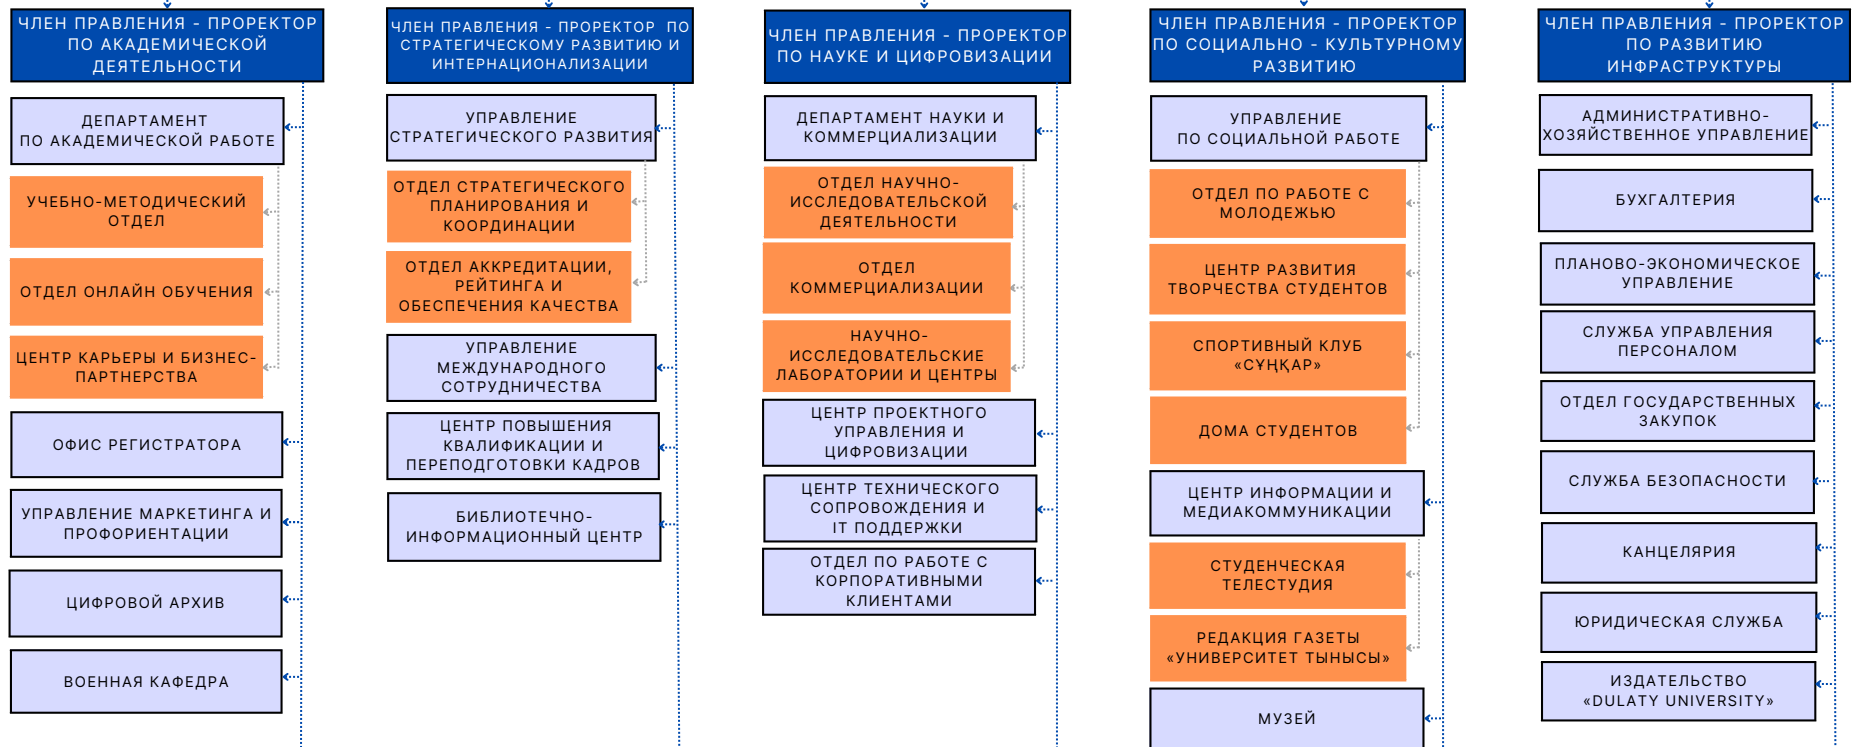 ЧЛЕН ПРАВЛЕНИЯ - ПРОРЕКТОР
ПО АКАДЕМИЧЕСКОЙ
ДЕЯТЕЛЬНОСТИ
ДЕПАРТАМЕНТ
ПО АКАДЕМИЧЕСКОЙ РАБОТЕ
УЧЕБНО-МЕТОДИЧЕСКИЙ
ОТДЕЛ
ОТДЕЛ ОНЛАЙН ОБУЧЕНИЯ
ЦЕНТР КАРЬЕРЫ И БИЗНЕС-
ПАРТНЕРСТВА
ОФИС РЕГИСТРАТОРА
УПРАВЛЕНИЕ МАРКЕТИНГА И
ПРОФОРИЕНТАЦИИ
ЦИФРОВОЙ АРХИВ
ВОЕННАЯ КАФЕДРА
ЧЛЕН ПРАВЛЕНИЯ - ПРОРЕКТОР ПО
СТРАТЕГИЧЕСКОМУ РАЗВИТИЮ И
ИНТЕРНАЦИОНАЛИЗАЦИИ
УПРАВЛЕНИЕ
СТРАТЕГИЧЕСКОГО РАЗВИТИЯ
ОТДЕЛ СТРАТЕГИЧЕСКОГО
ПЛАНИРОВАНИЯ И
КООРДИНАЦИИ
ОТДЕЛ АККРЕДИТАЦИИ,
РЕЙТИНГА И
ОБЕСПЕЧЕНИЯ КАЧЕСТВА
УПРАВЛЕНИЕ
МЕЖДУНАРОДНОГО
СОТРУДНИЧЕСТВА
ЦЕНТР ПОВЫШЕНИЯ
КВАЛИФИКАЦИИ И
ПЕРЕПОДГОТОВКИ КАДРОВ
БИБЛИОТЕЧНО-
ИНФОРМАЦИОННЫЙ ЦЕНТР
ЧЛЕН ПРАВЛЕНИЯ - ПРОРЕКТОР
ПО НАУКЕ И ЦИФРОВИЗАЦИИ
ДЕПАРТАМЕНТ НАУКИ И
КОММЕРЦИАЛИЗАЦИИ
ОТДЕЛ НАУЧНО-
ИССЛЕДОВАТЕЛЬСКОЙ
ДЕЯТЕЛЬНОСТИ
ОТДЕЛ
КОММЕРЦИАЛИЗАЦИИ
НАУЧНО-
ИССЛЕДОВАТЕЛЬСКИЕ
ЛАБОРАТОРИИ И ЦЕНТРЫ
ЦЕНТР ПРОЕКТНОГО
УПРАВЛЕНИЯ И
ЦИФРОВИЗАЦИИ
ЦЕНТР ТЕХНИЧЕСКОГО
СОПРОВОЖДЕНИЯ И
IT ПОДДЕРЖКИ
ОТДЕЛ ПО РАБОТЕ С
КОРПОРАТИВНЫМИ
КЛИЕНТАМИ
ЧЛЕН ПРАВЛЕНИЯ - ПРОРЕКТОР
ПО СОЦИАЛЬНО - КУЛЬТУРНОМУ
РАЗВИТИЮ
УПРАВЛЕНИЕ
ПО СОЦИАЛЬНОЙ РАБОТЕ
ОТДЕЛ ПО РАБОТЕ С
МОЛОДЕЖЬЮ
ЦЕНТР РАЗВИТИЯ
ТВОРЧЕСТВА СТУДЕНТОВ
СПОРТИВНЫЙ КЛУБ
«СҰҢҚАР»
ДОМА СТУДЕНТОВ
ЦЕНТР ИНФОРМАЦИИ И
МЕДИАКОММУНИКАЦИИ
СТУДЕНЧЕСКАЯ
ТЕЛЕСТУДИЯ
РЕДАКЦИЯ ГАЗЕТЫ
«УНИВЕРСИТЕТ ТЫНЫСЫ»
МУЗЕЙ
ЧЛЕН ПРАВЛЕНИЯ - ПРОРЕКТОР
ПО РАЗВИТИЮ
ИНФРАСТРУКТУРЫ
АДМИНИСТРАТИВНО-
ХОЗЯЙСТВЕННОЕ УПРАВЛЕНИЕ
БУХГАЛТЕРИЯ
ПЛАНОВО-ЭКОНОМИЧЕСКОЕ
УПРАВЛЕНИЕ
СЛУЖБА УПРАВЛЕНИЯ
ПЕРСОНАЛОМ
ОТДЕЛ ГОСУДАРСТВЕННЫХ
ЗАКУПОК
СЛУЖБА БЕЗОПАСНОСТИ
КАНЦЕЛЯРИЯ
ЮРИДИЧЕСКАЯ СЛУЖБА
ИЗДАТЕЛЬСТВО
«DULATY UNIVERSITY»